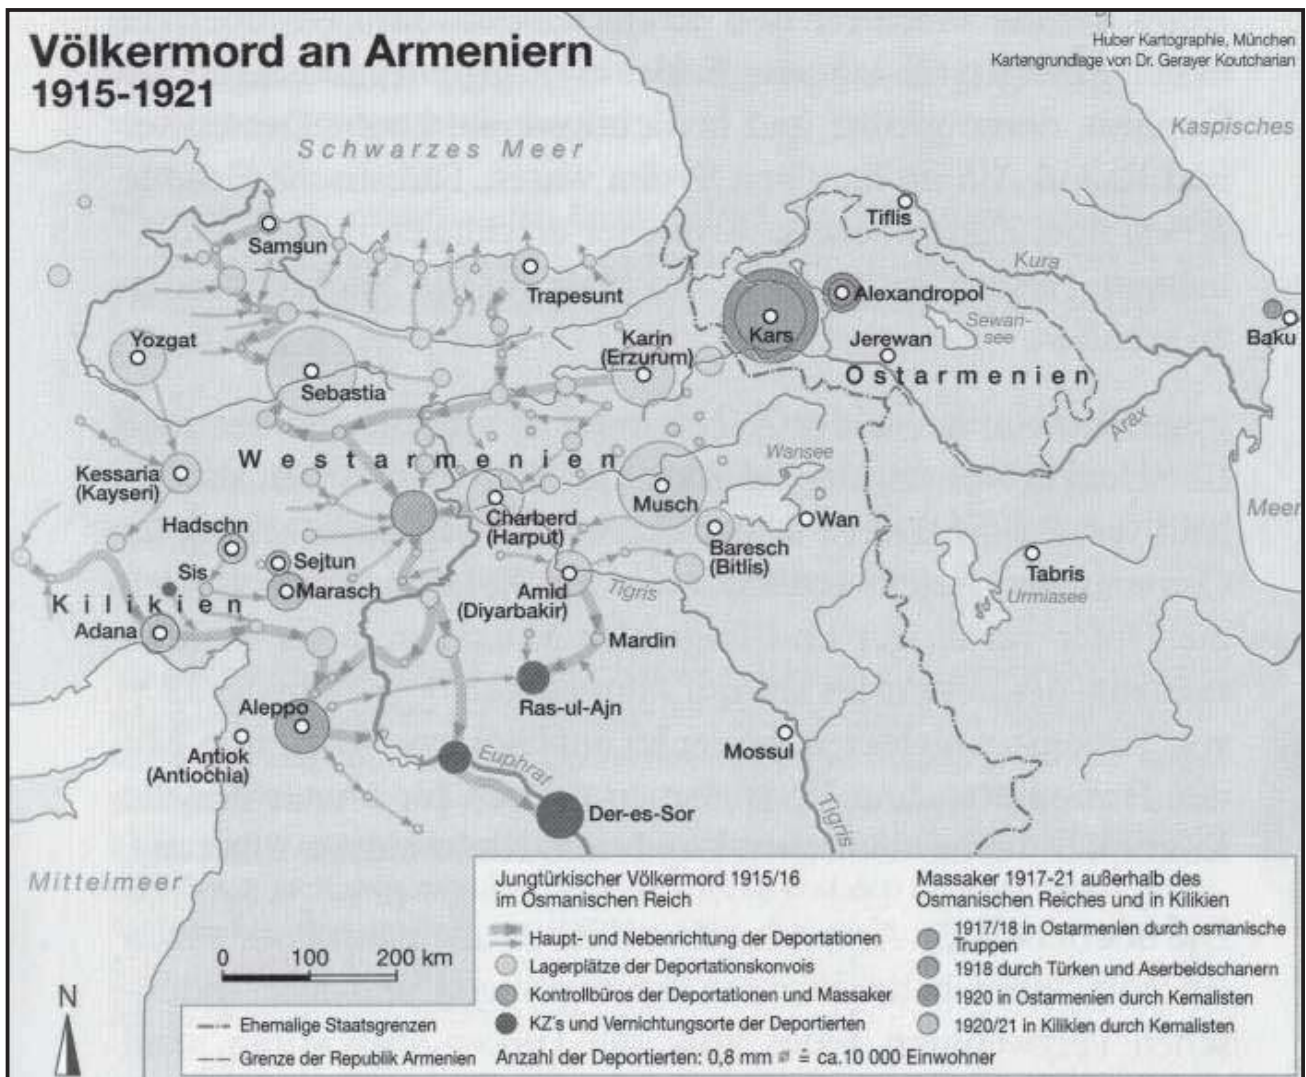 Völkermord an Armeniern
1915-1921
Huber Kartographie, München
Kartengrundlage von Dr. Gerayer Koutcharian
Kaspisches
Schwarzes Meer
Tiflis
Samsun
Kura
Trapesunt
Alexandropol
Sewan-
see
Baku
Yozgat
Karin
(Erzurum)
Kars
Jerewan
Ostarmenien
Sebastia
Arax
Westarmenien
Wansee
Kessaria
(Kayseri)
Musch
Meer
Charberd
(Harput)
Wan
Hadschn
Baresch
(Bitlis)
Sejtun
Tabris
Sis
Marasch
Amid
(Diyarbakir)
Tigris
Urmiasee
Kilikien
Adana
Mardin
Aleppo
Ras-ul-Ajn
Antiok
(Antiochia)
Euphrat
Mossul
Der-es-Sor
Tigris
Mittelmeer
0 100 200 km
N
Ehemalige Staatsgrenzen
Grenze der Republik Armenien
Jungtürkischer Völkermord 1915/16
im Osmanischen Reich
Haupt- und Nebenrichtung der Deportationen
Lagerplätze der Deportationskonvois
Kontrollbüros der Deportationen und Massaker
KZ's und Vernichtungsorte der Deportierten
Anzahl der Deportierten: 0,8 mm ⌀ ≙ ca.10 000 Einwohner
Massaker 1917-21 außerhalb des
Osmanischen Reiches und in Kilikien
1917/18 in Ostarmenien durch osmanische
Truppen
1918 durch Türken und Aserbeidschanern
1920 in Ostarmenien durch Kemalisten
1920/21 in Kilikien durch Kemalisten